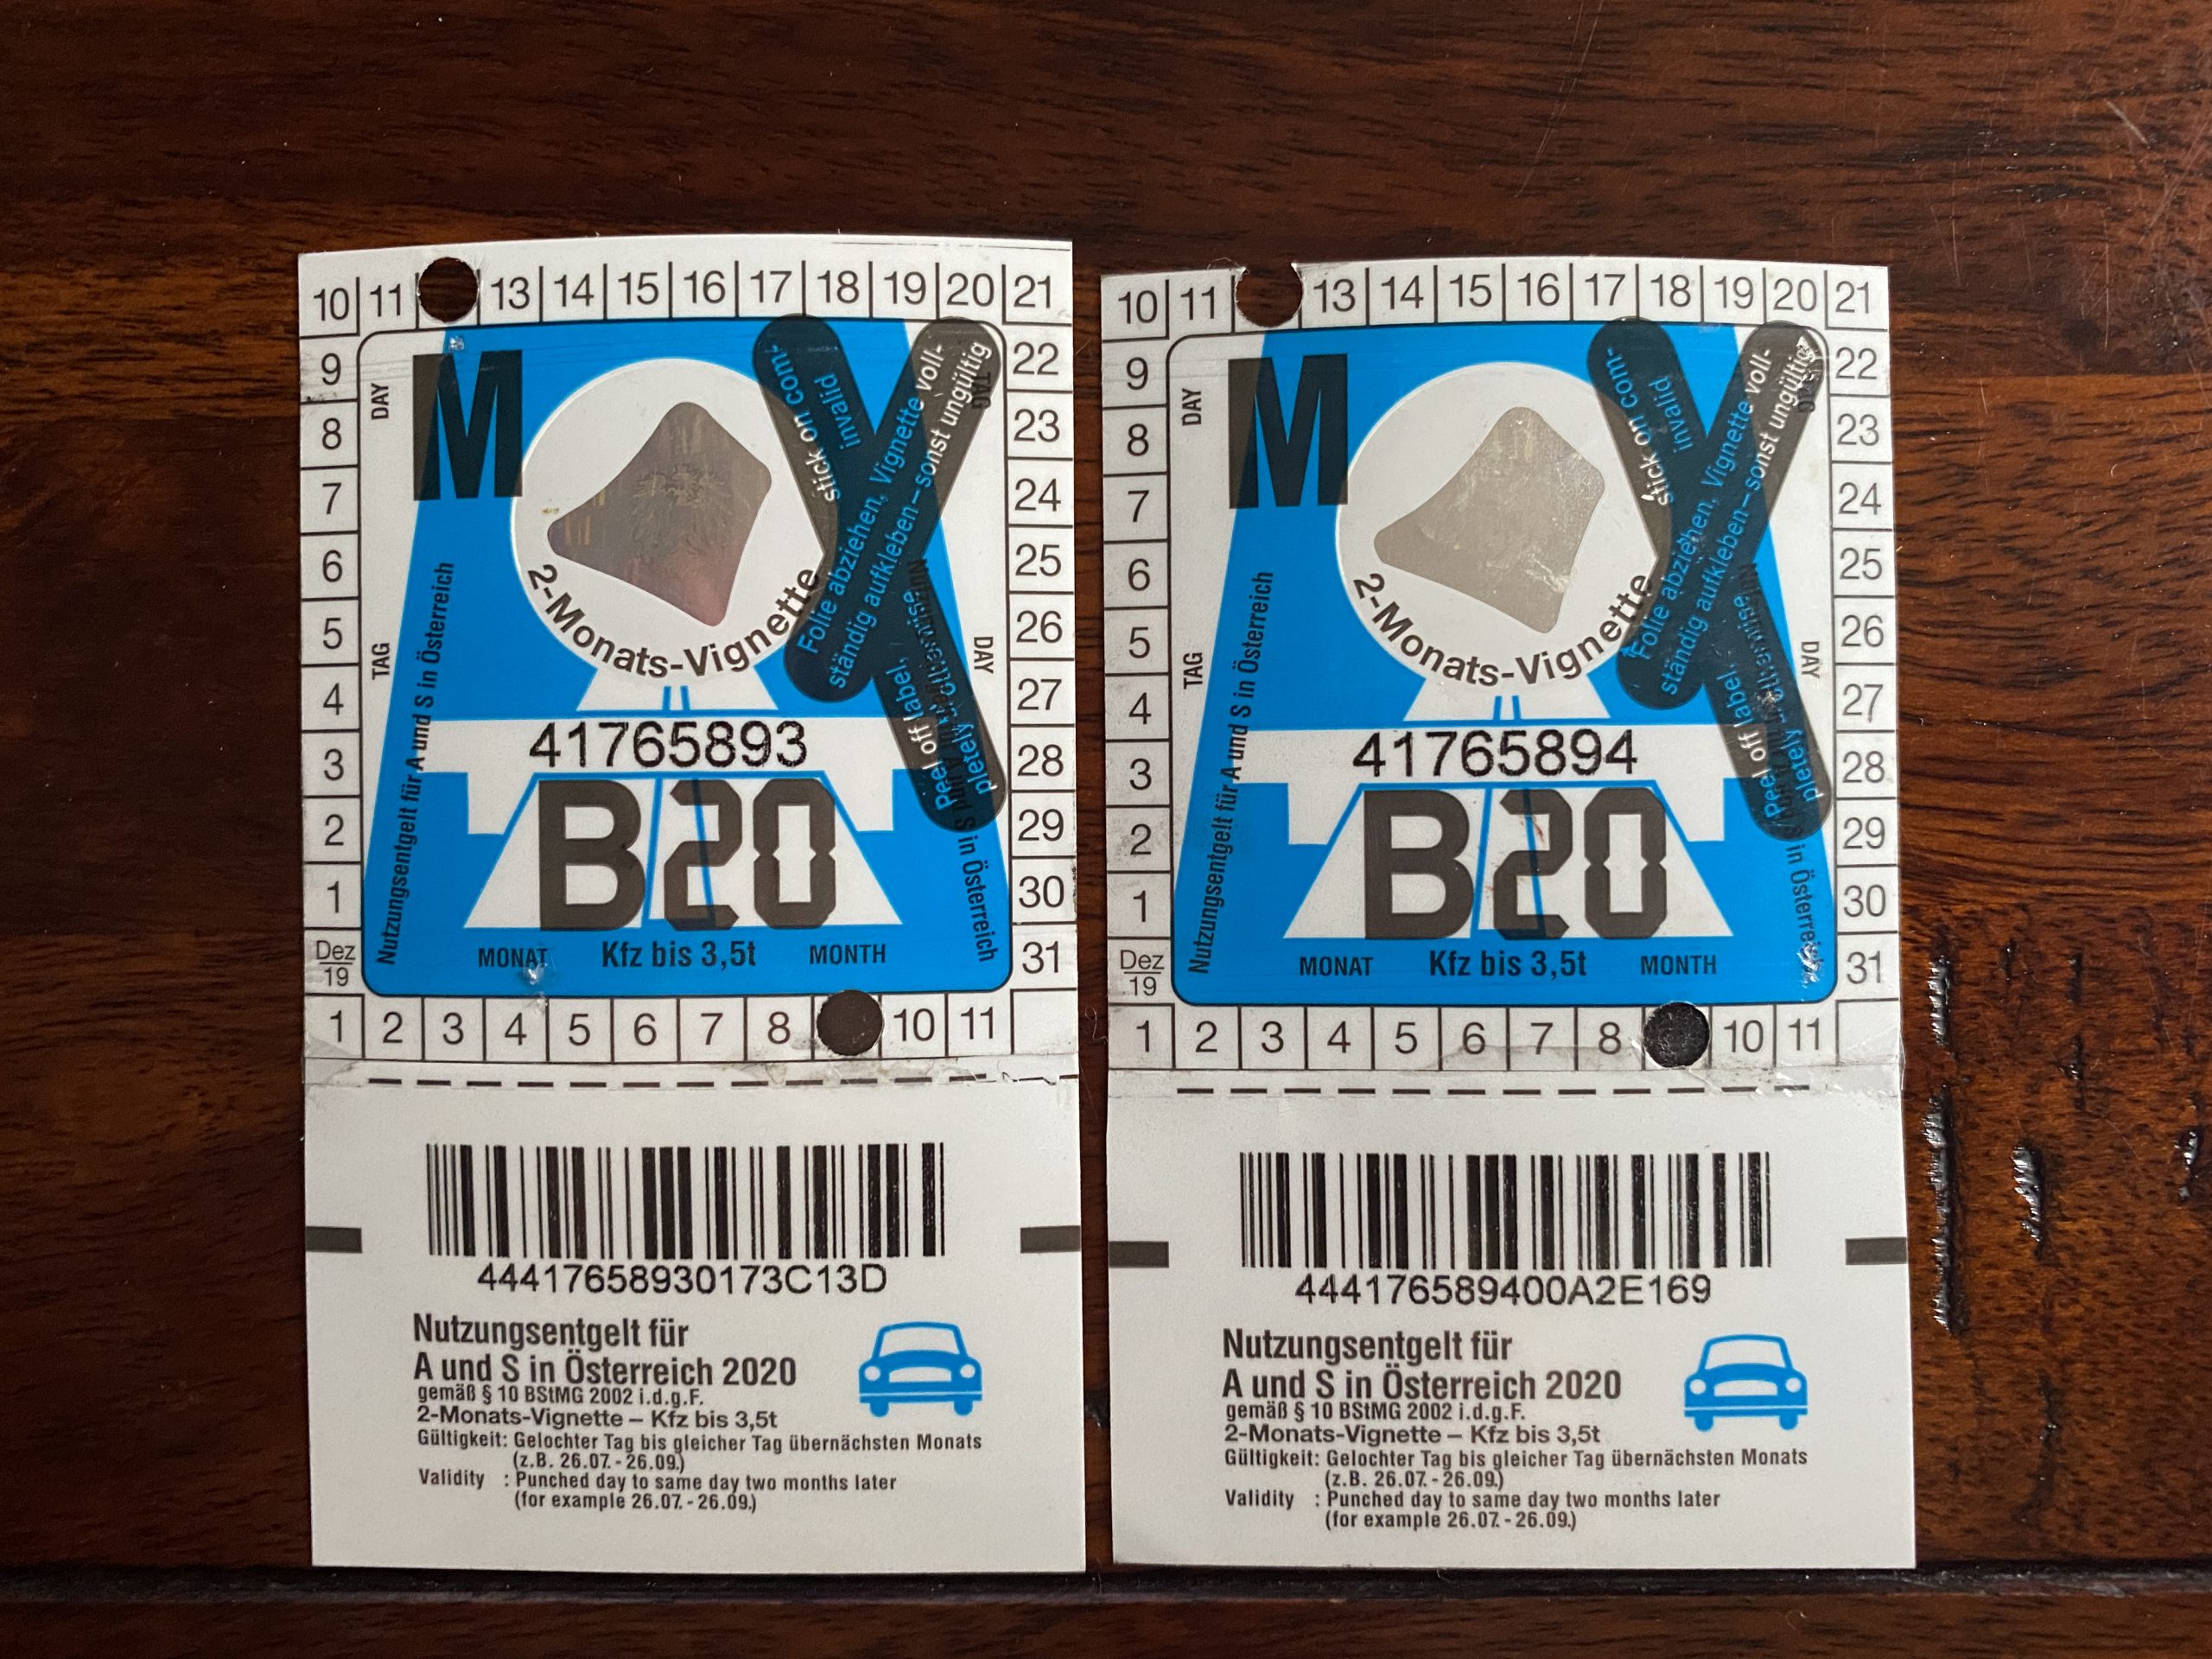 10 11 13 14 15 16 17 18 19 20 21
9 22
8 23
7 24
6 25
5 26
4 27
3 28
2 29
1 30
Dez 19 31
1 2 3 4 5 6 7 8 10 11
DAY
TAG
TAG
DAY
M
stick on com-
invalid
Folie abziehen, Vignette voll-
ständig aufkleben – sonst ungültig
Peel off label,
pletely
2-Monats-Vignette
Nutzungsentgelt für A und S in Österreich
in Österreich
41765893
B20
MONAT Kfz bis 3,5t MONTH
44417658930173C13D
Nutzungsentgelt für
A und S in Österreich 2020
gemäß § 10 BStMG 2002 i.d.g.F.
2-Monats-Vignette – Kfz bis 3,5t
Gültigkeit: Gelochter Tag bis gleicher Tag übernächsten Monats
(z.B. 26.07. - 26.09.)
Validity : Punched day to same day two months later
(for example 26.07. - 26.09.)
10 11 13 14 15 16 17 18 19 20 21
9 22
8 23
7 24
6 25
5 26
4 27
3 28
2 29
1 30
Dez 19 31
1 2 3 4 5 6 7 8 10 11
DAY
TAG
DAY
M
stick on com-
invalid
Folie abziehen, Vignette voll-
ständig aufkleben – sonst ungültig
Peel off label,
pletely
2-Monats-Vignette
Nutzungsentgelt für A und S in Österreich
in Österreich
41765894
B20
MONAT Kfz bis 3,5t MONTH
444176589400A2E169
Nutzungsentgelt für
A und S in Österreich 2020
gemäß § 10 BStMG 2002 i.d.g.F.
2-Monats-Vignette – Kfz bis 3,5t
Gültigkeit: Gelochter Tag bis gleicher Tag übernächsten Monats
(z.B. 26.07. - 26.09.)
Validity : Punched day to same day two months later
(for example 26.07. - 26.09.)